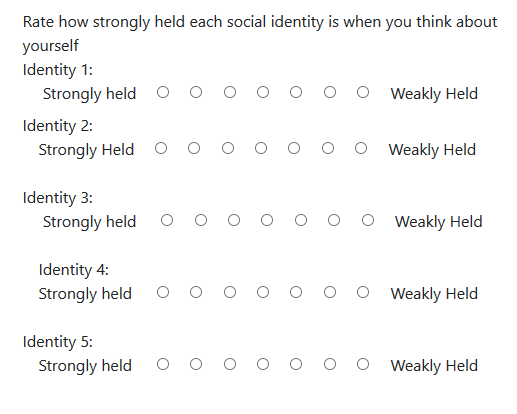 Rate how strongly held each social identity is when you think about
yourself
Identity 1:
Strongly held Weakly Held
Identity 2:
Strongly Held Weakly Held
Identity 3:
Strongly held Weakly Held
Identity 4:
Strongly held Weakly Held
Identity 5:
Strongly held Weakly Held